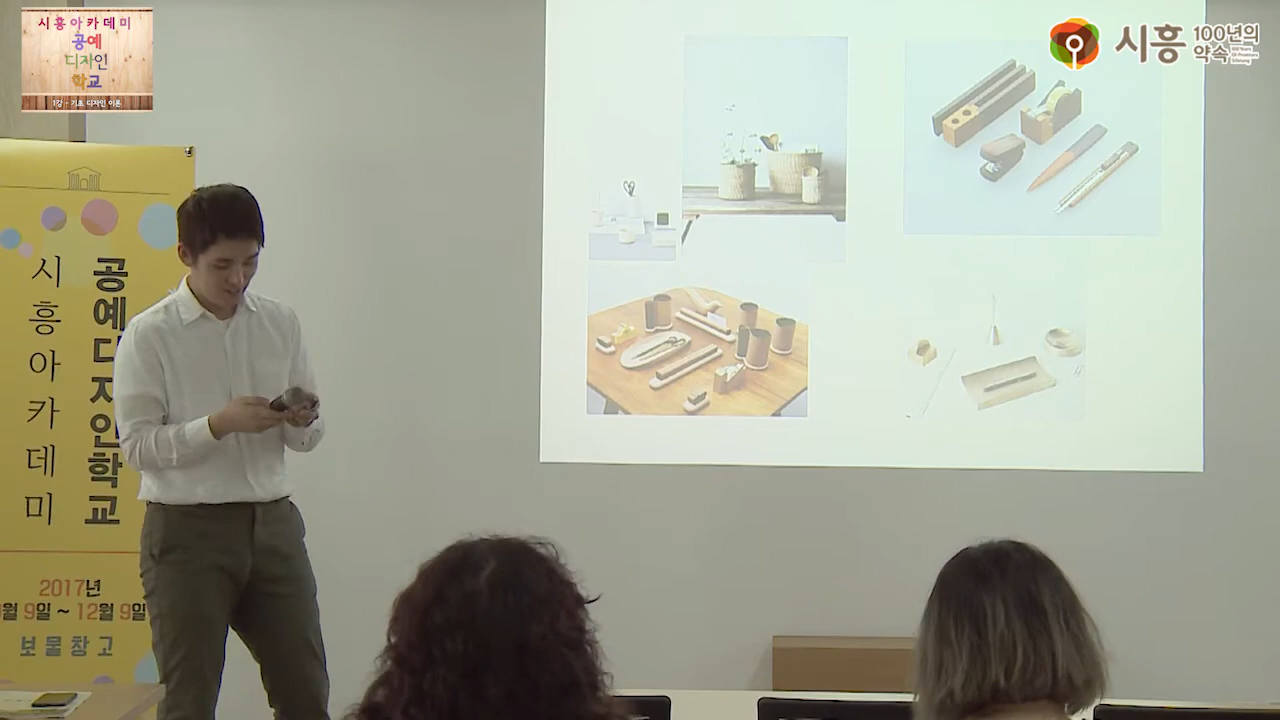 시흥아카데미
공예
디자인
학교
1강 - 기초 디자인 이론
시흥
100년의
약속
시흥아카데미
공예디자인학교
2017년
월 9일 ~ 12월 9일
보물창고